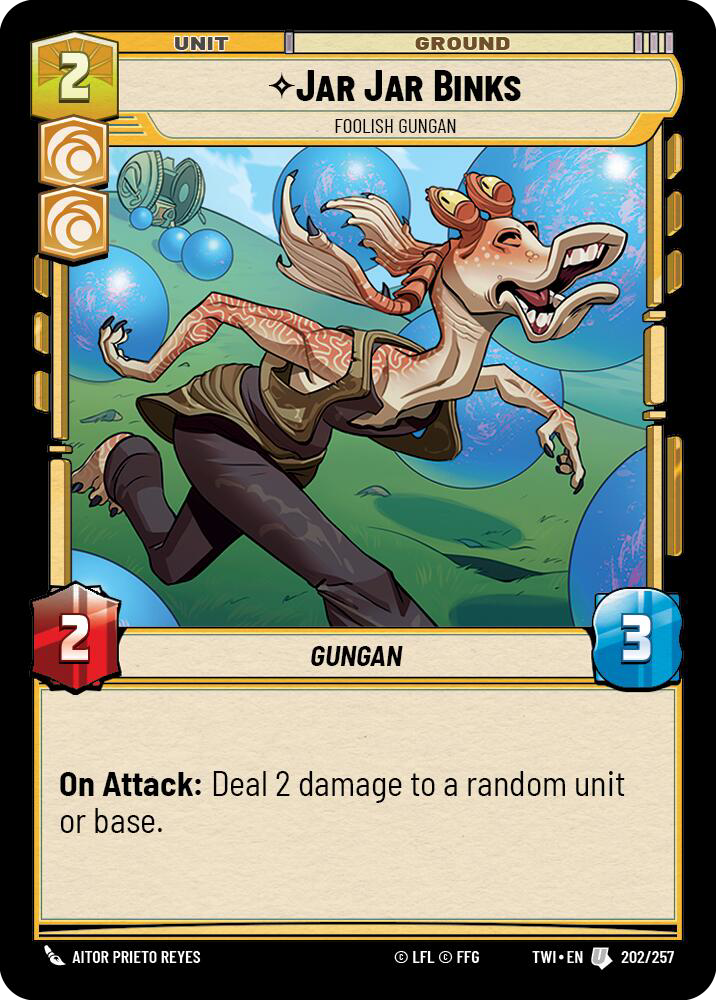 UNIT
GROUND
2
✧JAR JAR BINKS
FOOLISH GUNGAN
2
GUNGAN
3
On Attack: Deal 2 damage to a random unit
or base.
AITOR PRIETO REYES
© LFL © FFG
TWI•EN
U
202/257